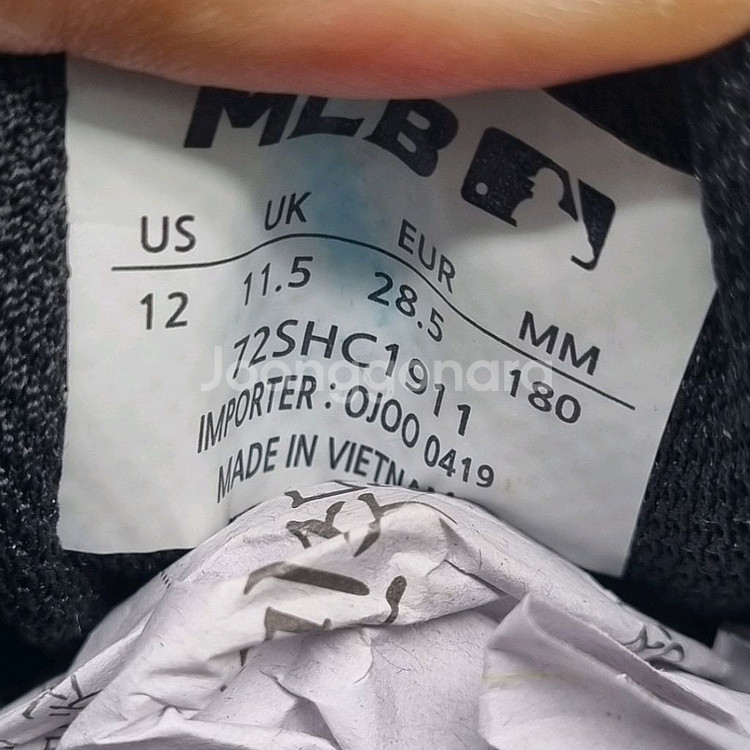 MLB
US UK EUR MM
12 11.5 28.5 180
72SHC1911
Joonggonara
IMPORTER : OJOO 0419
MADE IN VIETNAM